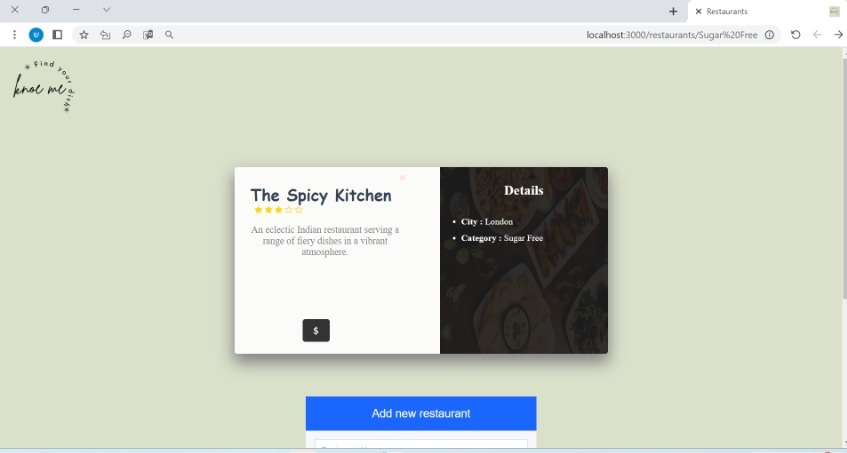 Restaurants
localhost:3000/restaurants/Sugar%20Free
* Find your dish *
knoe me
The Spicy Kitchen
An eclectic Indian restaurant serving a
range of fiery dishes in a vibrant
atmosphere.
$
Details
• City : London
• Category : Sugar Free
Add new restaurant